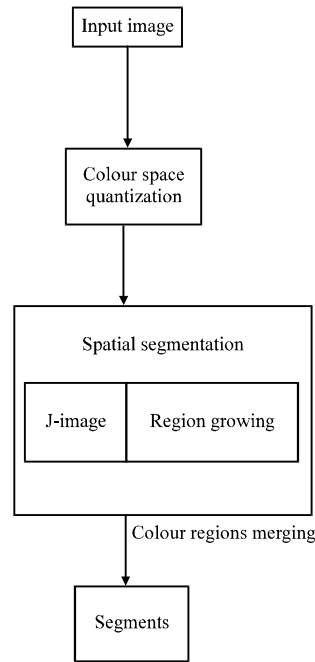 Input image
Colour space
quantization
Spatial segmentation
J-image
Region growing
Colour regions merging
Segments